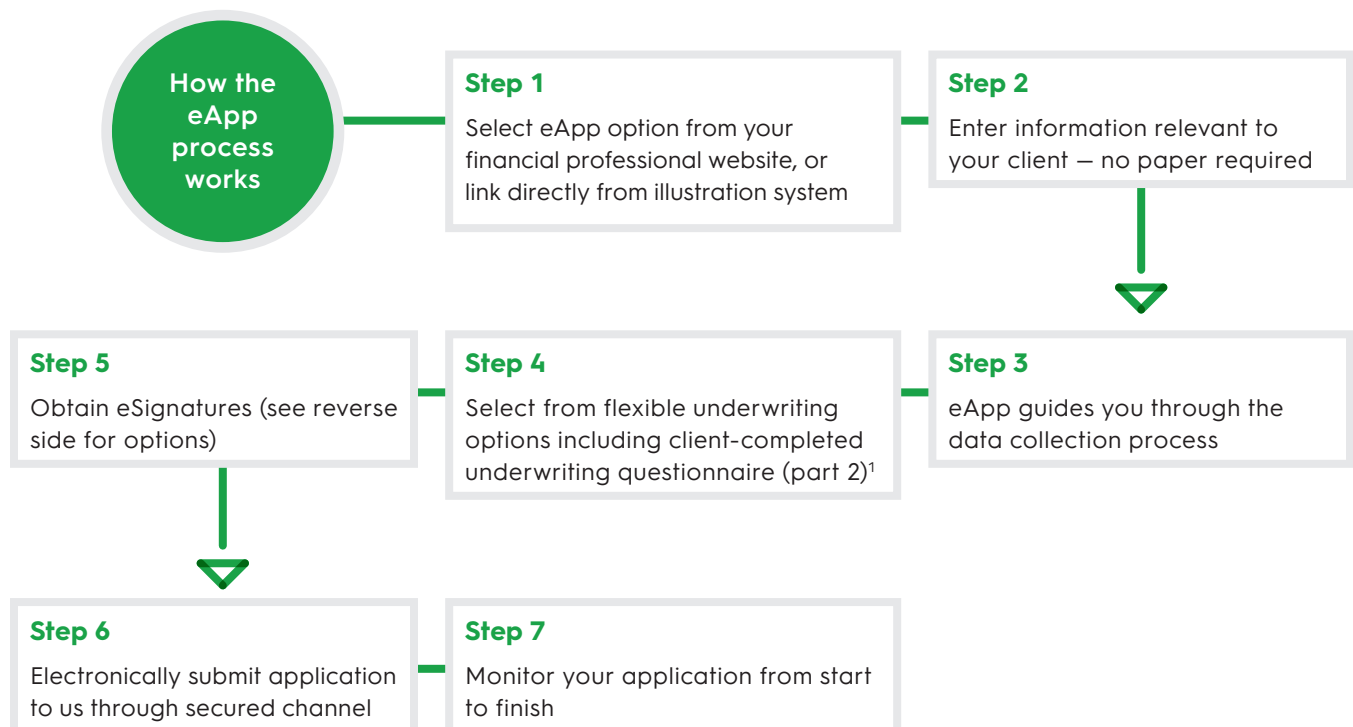 How the
eApp
process
works
Step 1
Select eApp option from your
financial professional website, or
link directly from illustration system
Step 2
Enter information relevant to
your client – no paper required
Step 3
eApp guides you through the
data collection process
Step 4
Select from flexible underwriting
options including client-completed
underwriting questionnaire (part 2)¹
Step 5
Obtain eSignatures (see reverse
side for options)
Step 6
Electronically submit application
to us through secured channel
Step 7
Monitor your application from start
to finish